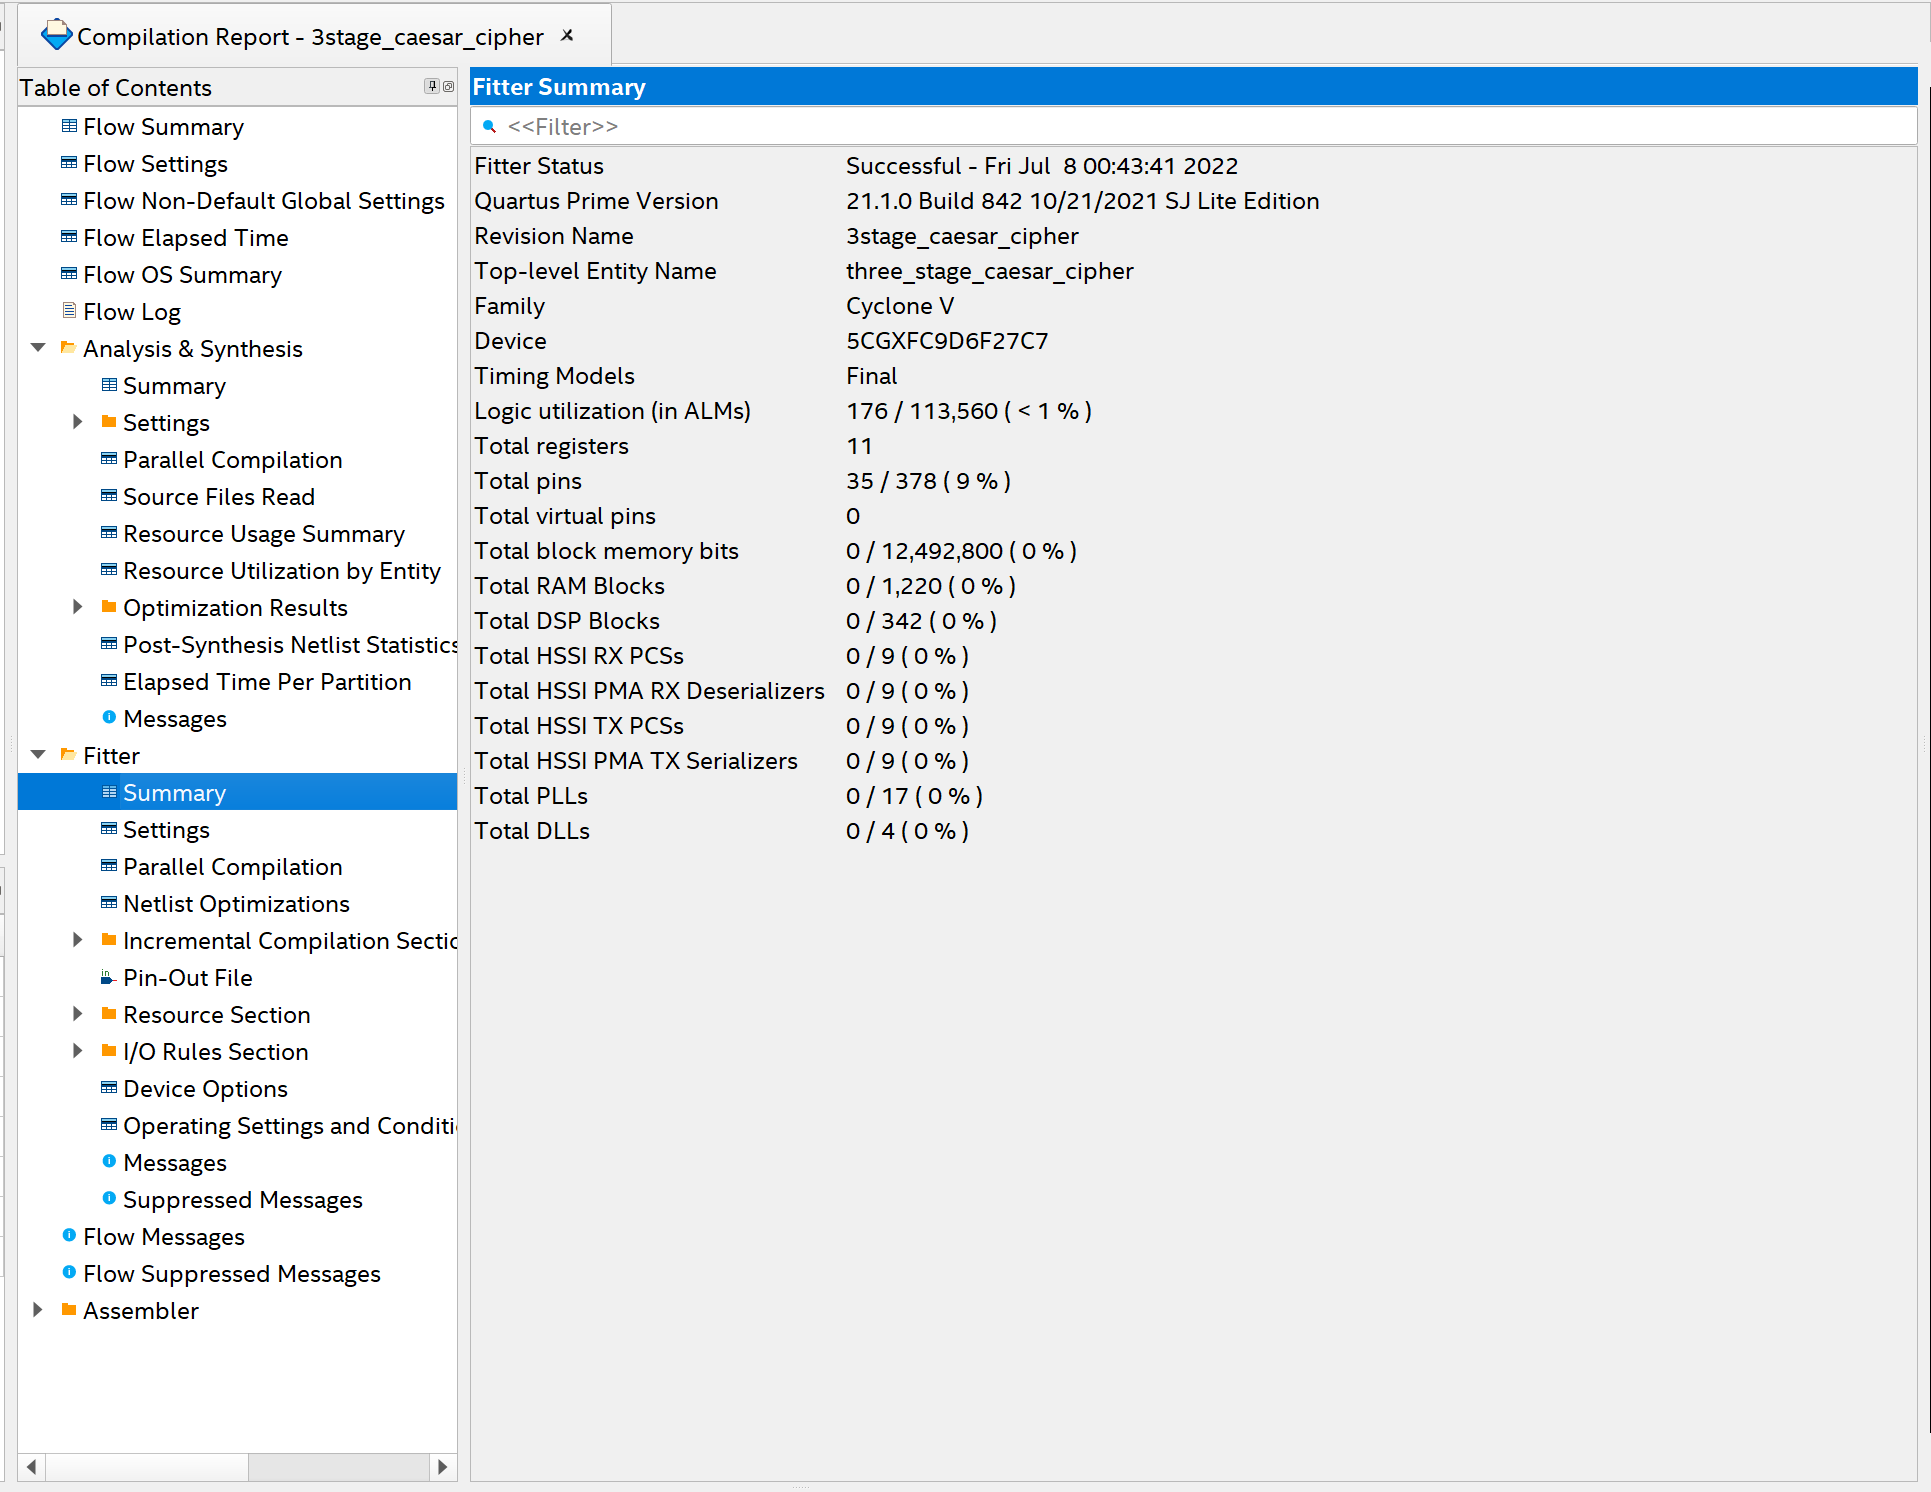 Compilation Report - 3stage_caesar_cipher
Table of Contents
Flow Summary
Flow Settings
Flow Non-Default Global Settings
Flow Elapsed Time
Flow OS Summary
Flow Log
Analysis & Synthesis
Summary
Settings
Parallel Compilation
Source Files Read
Resource Usage Summary
Resource Utilization by Entity
Optimization Results
Post-Synthesis Netlist Statistics
Elapsed Time Per Partition
Messages
Fitter
Summary
Settings
Parallel Compilation
Netlist Optimizations
Incremental Compilation Sectio
Pin-Out File
Resource Section
I/O Rules Section
Device Options
Operating Settings and Conditi
Messages
Suppressed Messages
Flow Messages
Flow Suppressed Messages
Assembler
Fitter Summary
<<Filter>>
Fitter Status Successful - Fri Jul  8 00:43:41 2022
Quartus Prime Version 21.1.0 Build 842 10/21/2021 SJ Lite Edition
Revision Name 3stage_caesar_cipher
Top-level Entity Name three_stage_caesar_cipher
Family Cyclone V
Device 5CGXFC9D6F27C7
Timing Models Final
Logic utilization (in ALMs) 176 / 113,560 ( < 1 % )
Total registers 11
Total pins 35 / 378 ( 9 % )
Total virtual pins 0
Total block memory bits 0 / 12,492,800 ( 0 % )
Total RAM Blocks 0 / 1,220 ( 0 % )
Total DSP Blocks 0 / 342 ( 0 % )
Total HSSI RX PCSs 0 / 9 ( 0 % )
Total HSSI PMA RX Deserializers 0 / 9 ( 0 % )
Total HSSI TX PCSs 0 / 9 ( 0 % )
Total HSSI PMA TX Serializers 0 / 9 ( 0 % )
Total PLLs 0 / 17 ( 0 % )
Total DLLs 0 / 4 ( 0 % )